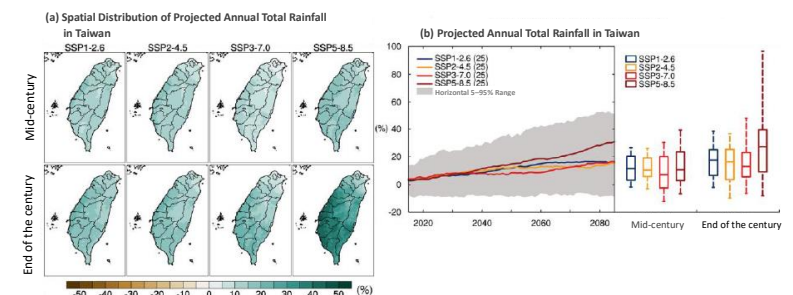 (a) Spatial Distribution of Projected Annual Total Rainfall
in Taiwan
SSP1-2.6 SSP2-4.5 SSP3-7.0 SSP5-8.5
Mid-century
End of the century
-50 -40 -30 -20 -10 0 10 20 30 40 50 (%)
(b) Projected Annual Total Rainfall in Taiwan
100
80
60
40
20
0
-20
(%)
SSP1-2.6 (25)
SSP2-4.5 (25)
SSP3-7.0 (25)
SSP5-8.5 (25)
Horizontal 5~95% Range
2020 2040 2060 2080
SSP1-2.6
SSP2-4.5
SSP3-7.0
SSP5-8.5
Mid-century End of the century